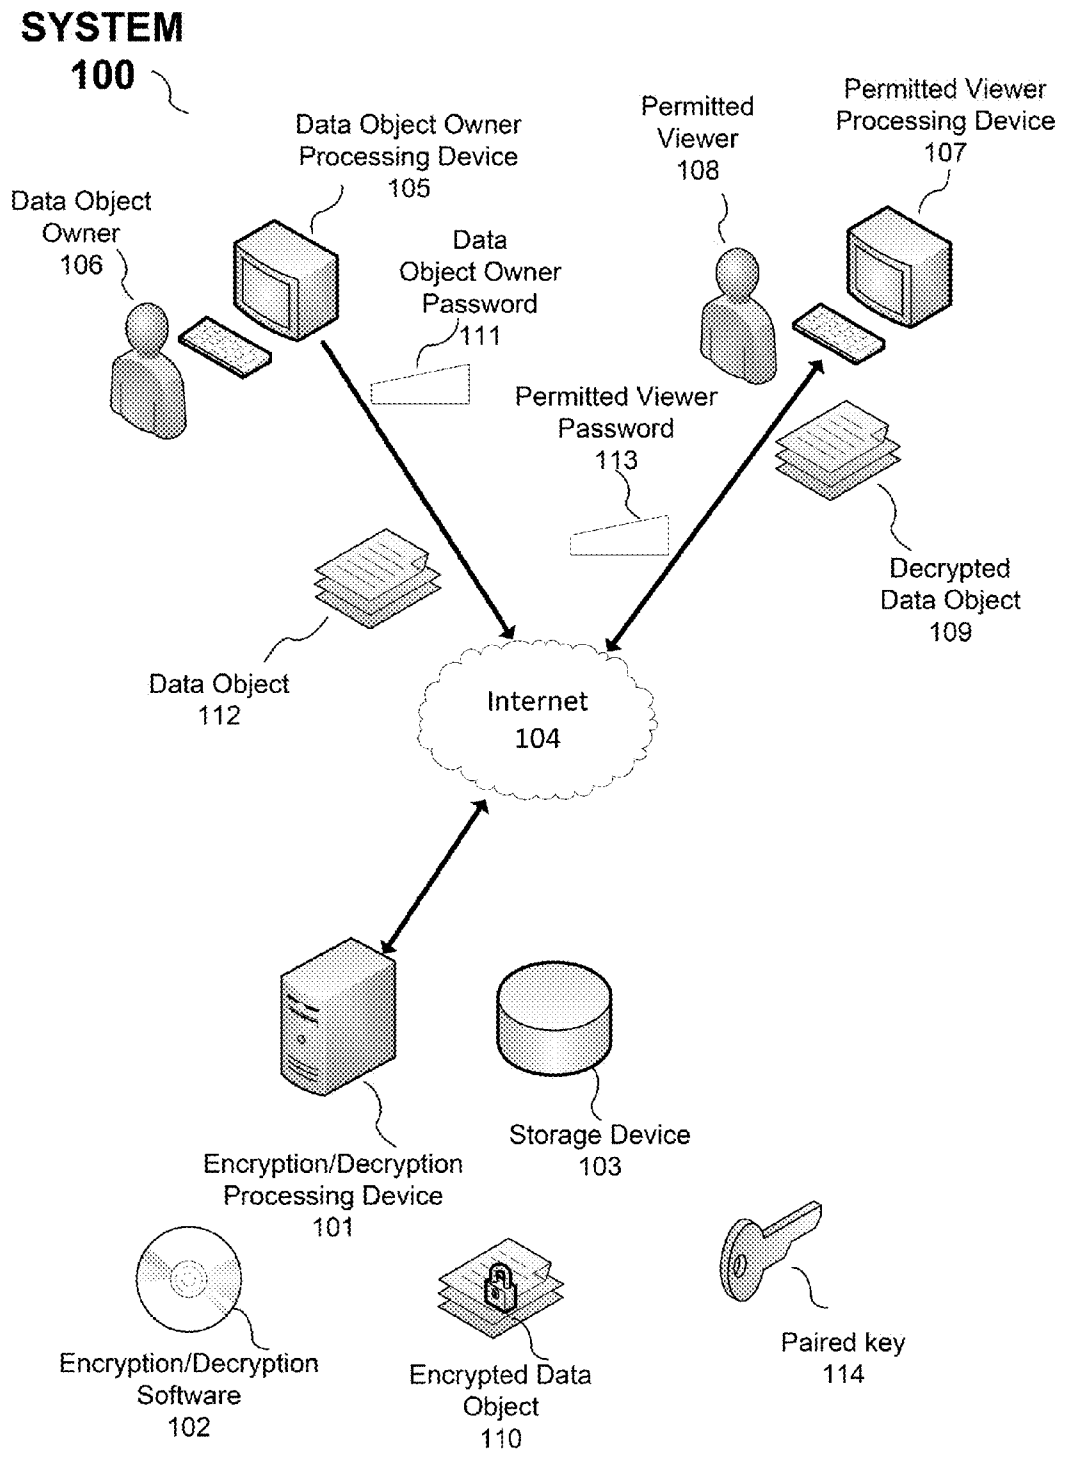 SYSTEM
100
Data Object Owner
Processing Device
105
Permitted
Viewer
108
Permitted Viewer
Processing Device
107
Data Object
Owner
106
Data
Object Owner
Password
111
Permitted Viewer
Password
113
Decrypted
Data Object
109
Data Object
112
Internet
104
Storage Device
103
Encryption/Decryption
Processing Device
101
Encryption/Decryption
Software
102
Encrypted Data
Object
110
Paired key
114